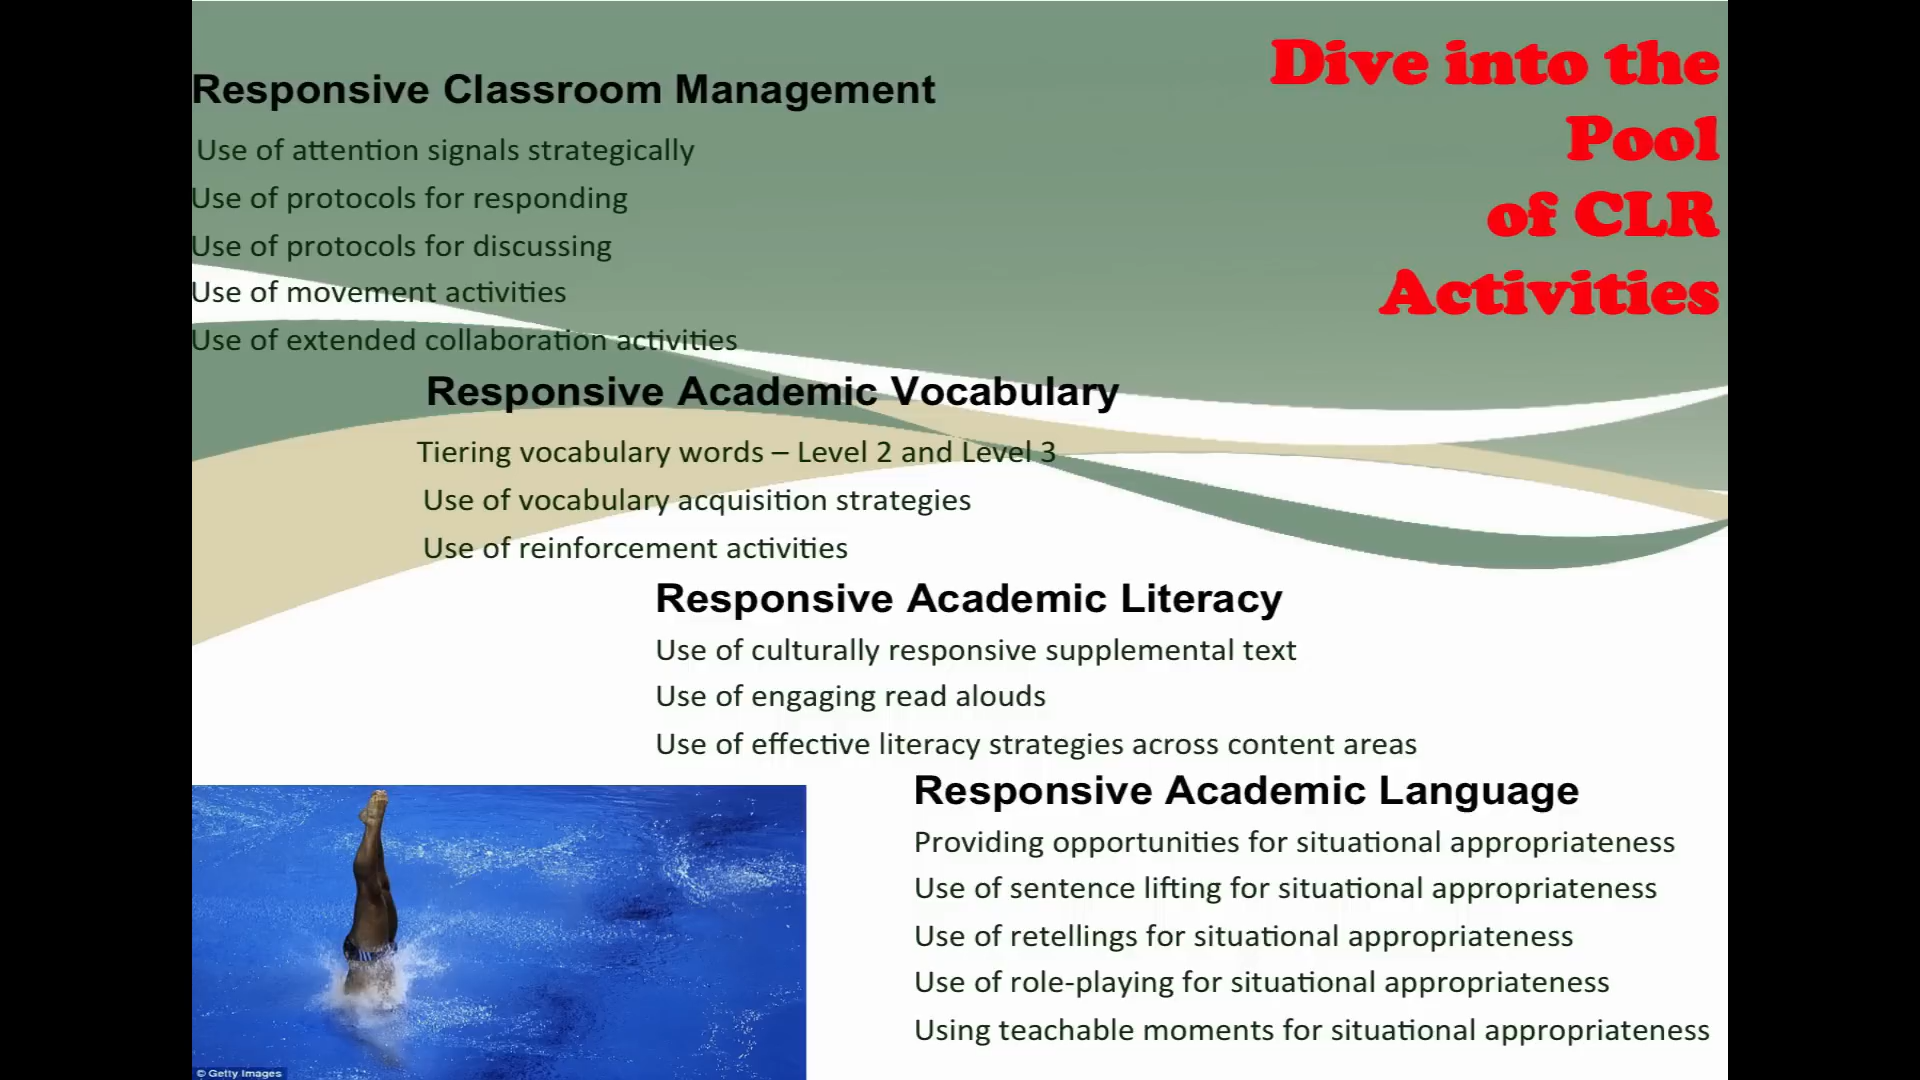 Dive into the
Pool
of CLR
Activities
Responsive Classroom Management
Use of attention signals strategically
Use of protocols for responding
Use of protocols for discussing
Use of movement activities
Use of extended collaboration activities
Responsive Academic Vocabulary
Tiering vocabulary words – Level 2 and Level 3
Use of vocabulary acquisition strategies
Use of reinforcement activities
Responsive Academic Literacy
Use of culturally responsive supplemental text
Use of engaging read alouds
Use of effective literacy strategies across content areas
Responsive Academic Language
Providing opportunities for situational appropriateness
Use of sentence lifting for situational appropriateness
Use of retellings for situational appropriateness
Use of role-playing for situational appropriateness
Using teachable moments for situational appropriateness
© Getty Images